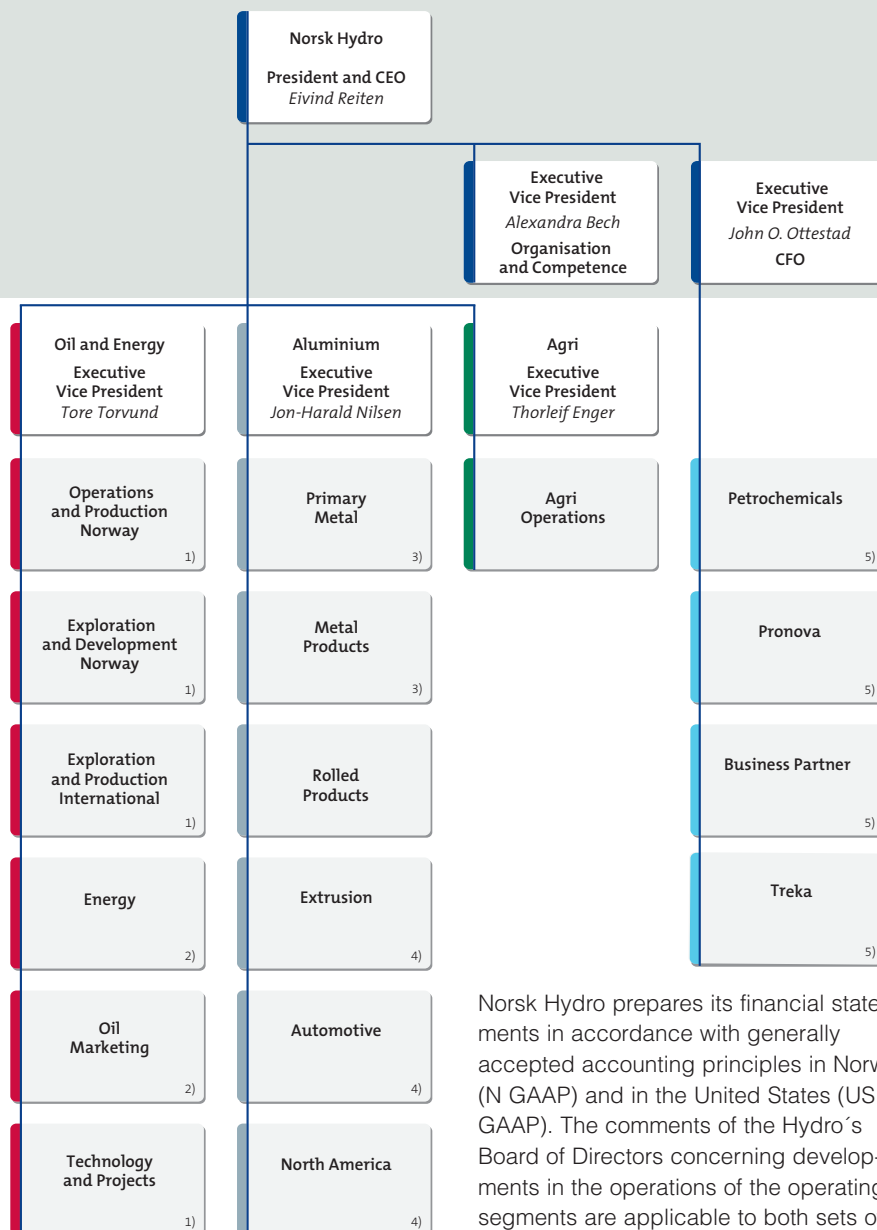 Norsk Hydro
President and CEO
Eivind Reiten
Executive
Vice President
Alexandra Bech
Organisation
and Competence
Executive
Vice President
John O. Ottestad
CFO
Oil and Energy
Executive
Vice President
Tore Torvund
Aluminium
Executive
Vice President
Jon-Harald Nilsen
Agri
Executive
Vice President
Thorleif Enger
Operations
and Production
Norway
1)
Primary
Metal
3)
Agri
Operations
Petrochemicals
5)
Exploration
and Development
Norway
1)
Metal
Products
3)
Pronova
5)
Exploration
and Production
International
1)
Rolled
Products
Business Partner
5)
Energy
2)
Extrusion
4)
Treka
5)
Oil
Marketing
2)
Automotive
4)
Technology
and Projects
1)
North America
4)
Norsk Hydro prepares its financial state
ments in accordance with generally
accepted accounting principles in Norw
(N GAAP) and in the United States (US
GAAP). The comments of the Hydro´s
Board of Directors concerning develop-
ments in the operations of the operating
segments are applicable to both sets o